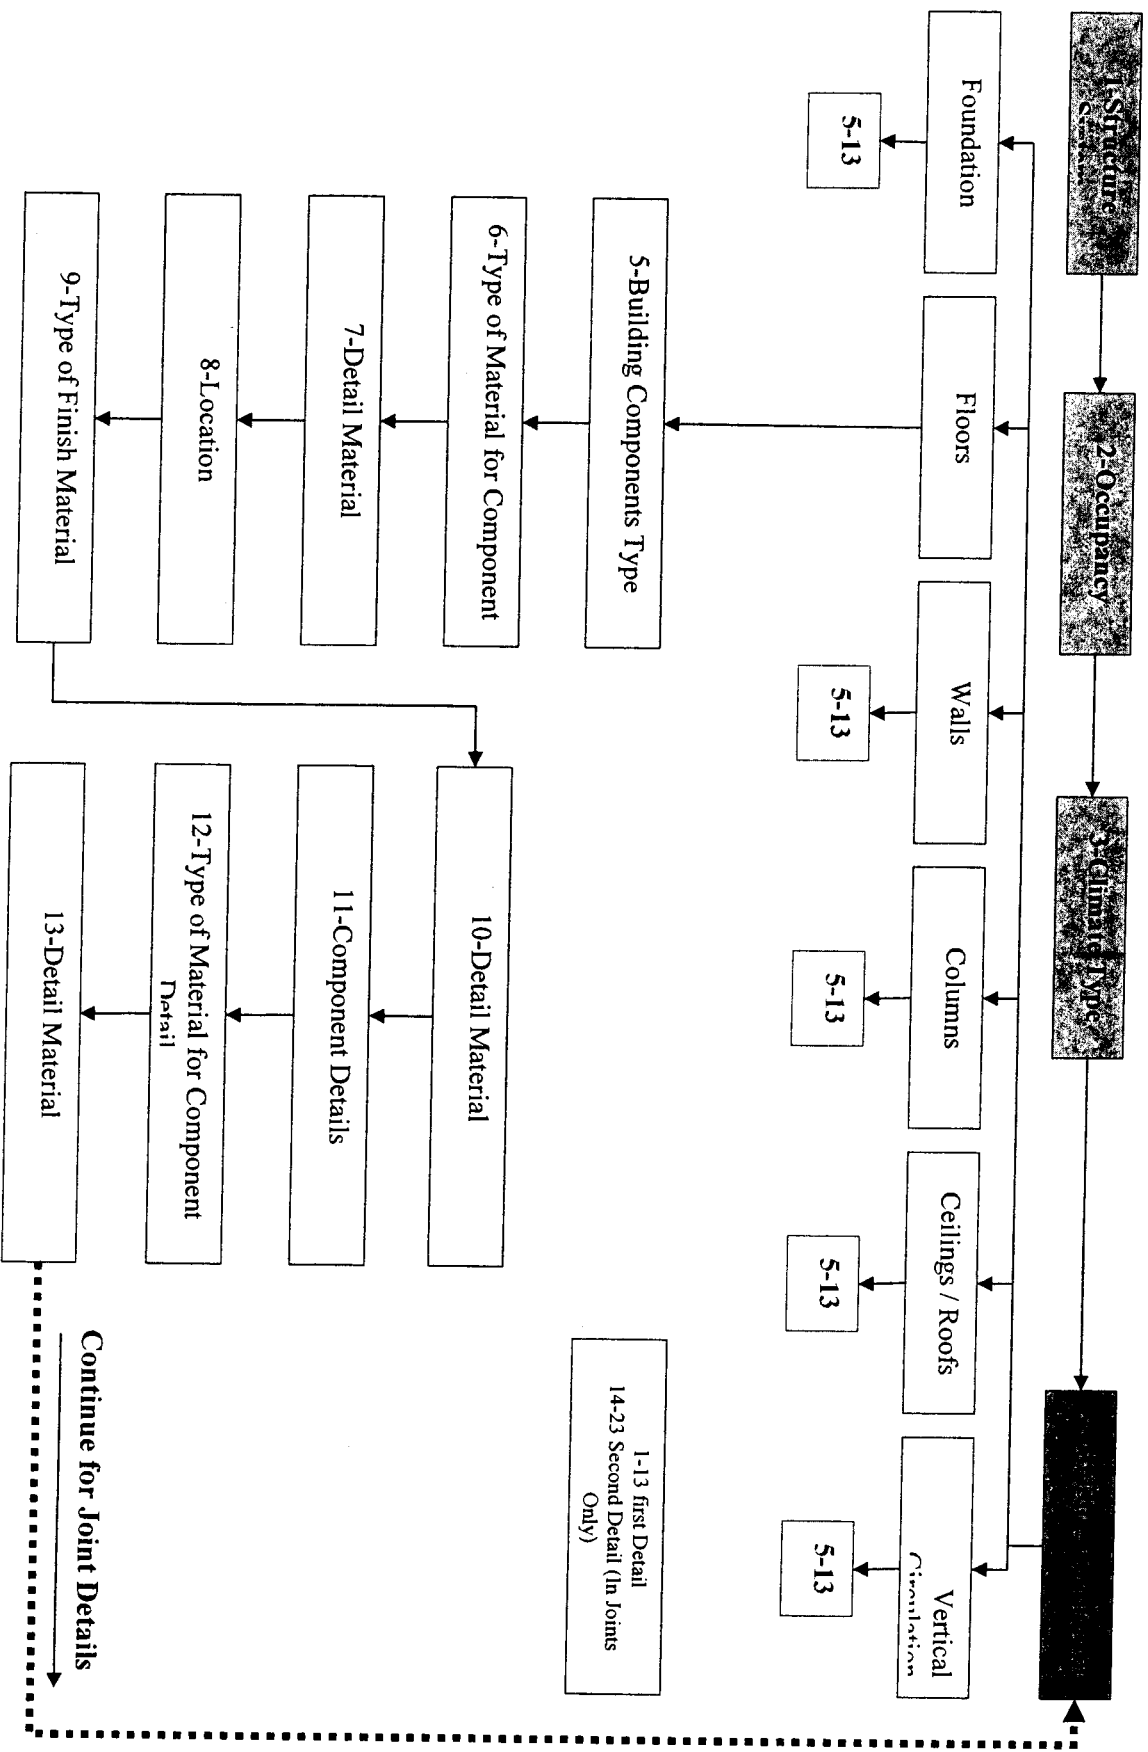 1-Structure
2-Occupancy
3-Climate Type
Foundation
Floors
Walls
Columns
Ceilings / Roofs
Vertical
Circulation
5-13
5-13
5-13
5-13
5-13
5-Building Components Type
6-Type of Material for Component
7-Detail Material
8-Location
9-Type of Finish Material
10-Detail Material
11-Component Details
12-Type of Material for Component
Detail
13-Detail Material
1-13 first Detail
14-23 Second Detail (In Joints
Only)
Continue for Joint Details